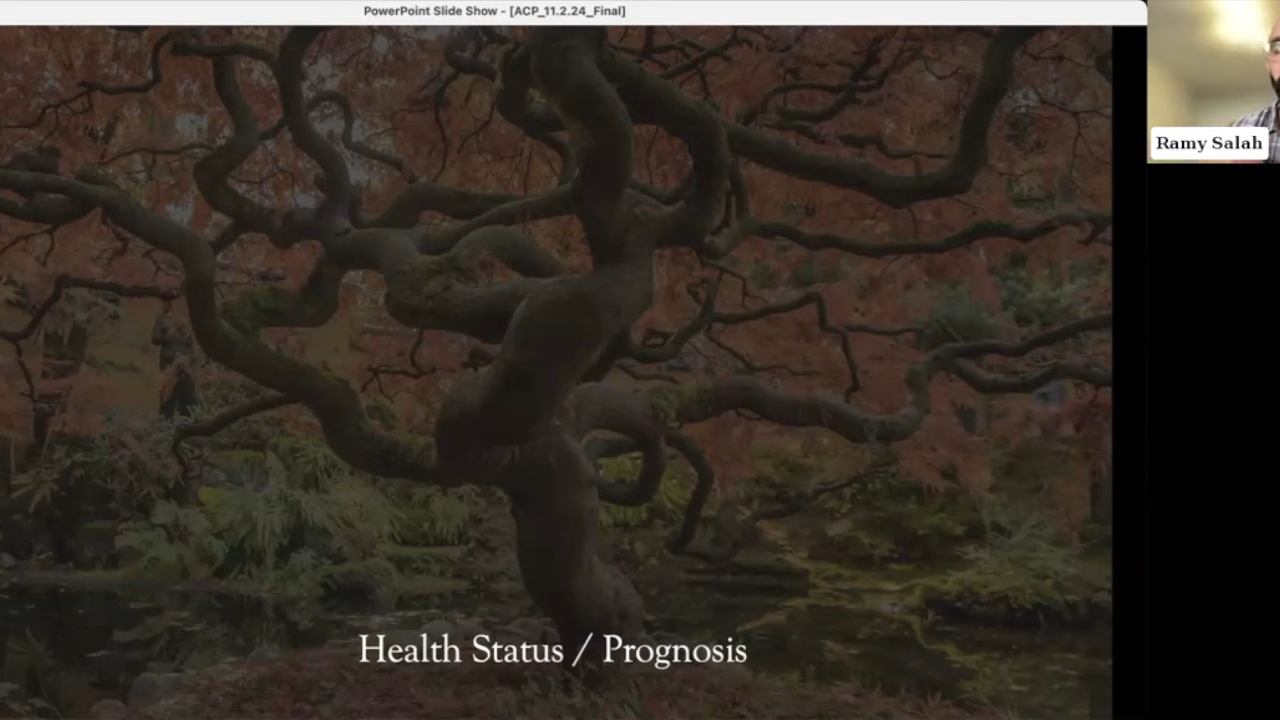 PowerPoint Slide Show - [ACP_11.2.24_Final]
Ramy Salah
Health Status / Prognosis